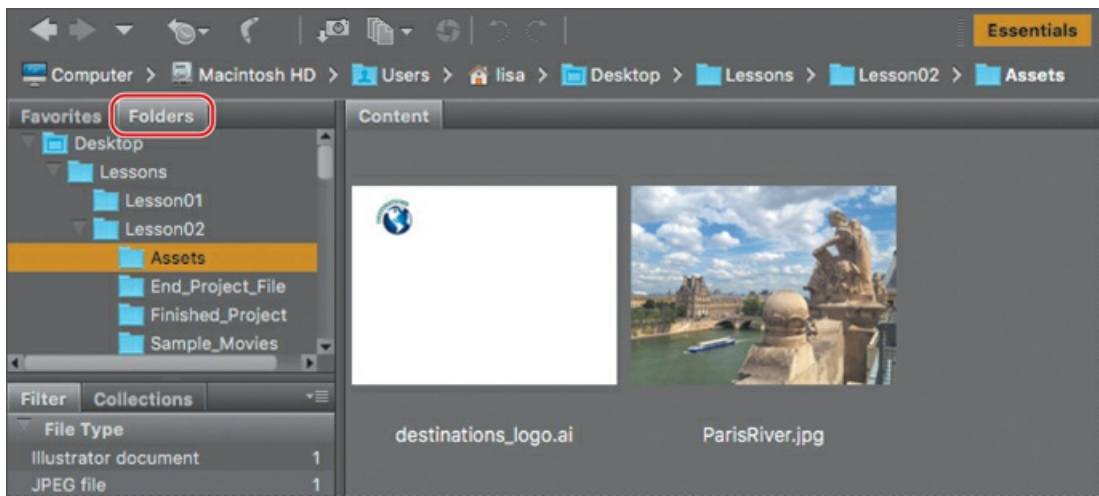 Essentials
Computer > Macintosh HD > Users > lisa > Desktop > Lessons > Lesson02 > Assets
Favorites Folders
Content
Desktop
Lessons
Lesson01
Lesson02
Assets
End_Project_File
Finished_Project
Sample_Movies
Filter Collections
File Type
Illustrator document 1
JPEG file 1
destinations_logo.ai ParisRiver.jpg